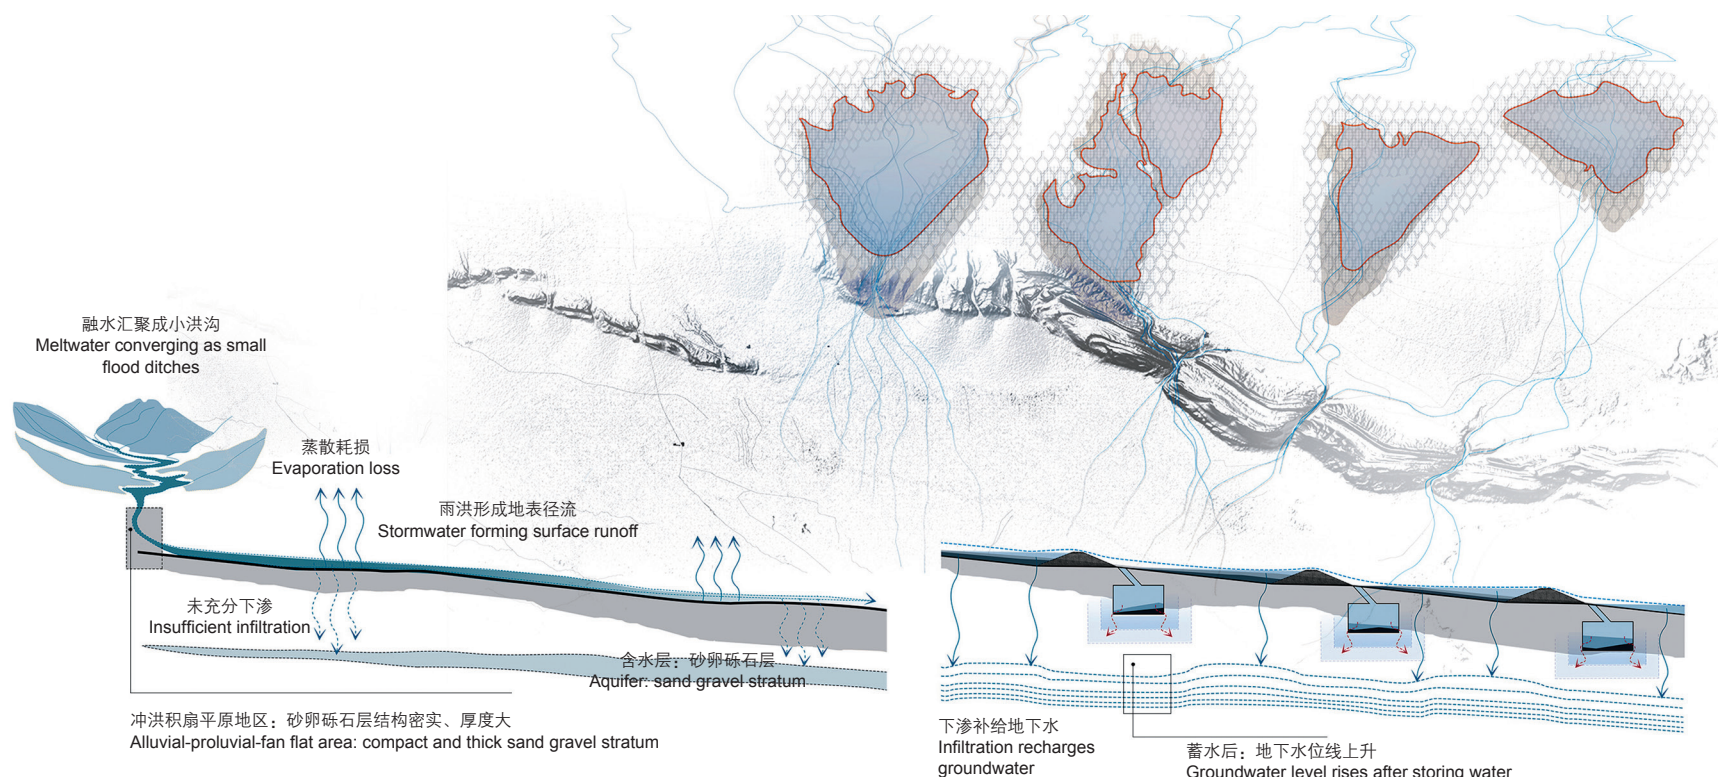 融水汇聚成小洪沟
Meltwater converging as small
flood ditches
蒸散耗损
Evaporation loss
雨洪形成地表径流
Stormwater forming surface runoff
未充分下渗
Insufficient infiltration
含水层：砂卵砾石层
Aquifer: sand gravel stratum
冲洪积扇平原地区：砂卵砾石层结构密实、厚度大
Alluvial-proluvial-fan flat area: compact and thick sand gravel stratum
下渗补给地下水
Infiltration recharges
groundwater
蓄水后：地下水位线上升
Groundwater level rises after storing water